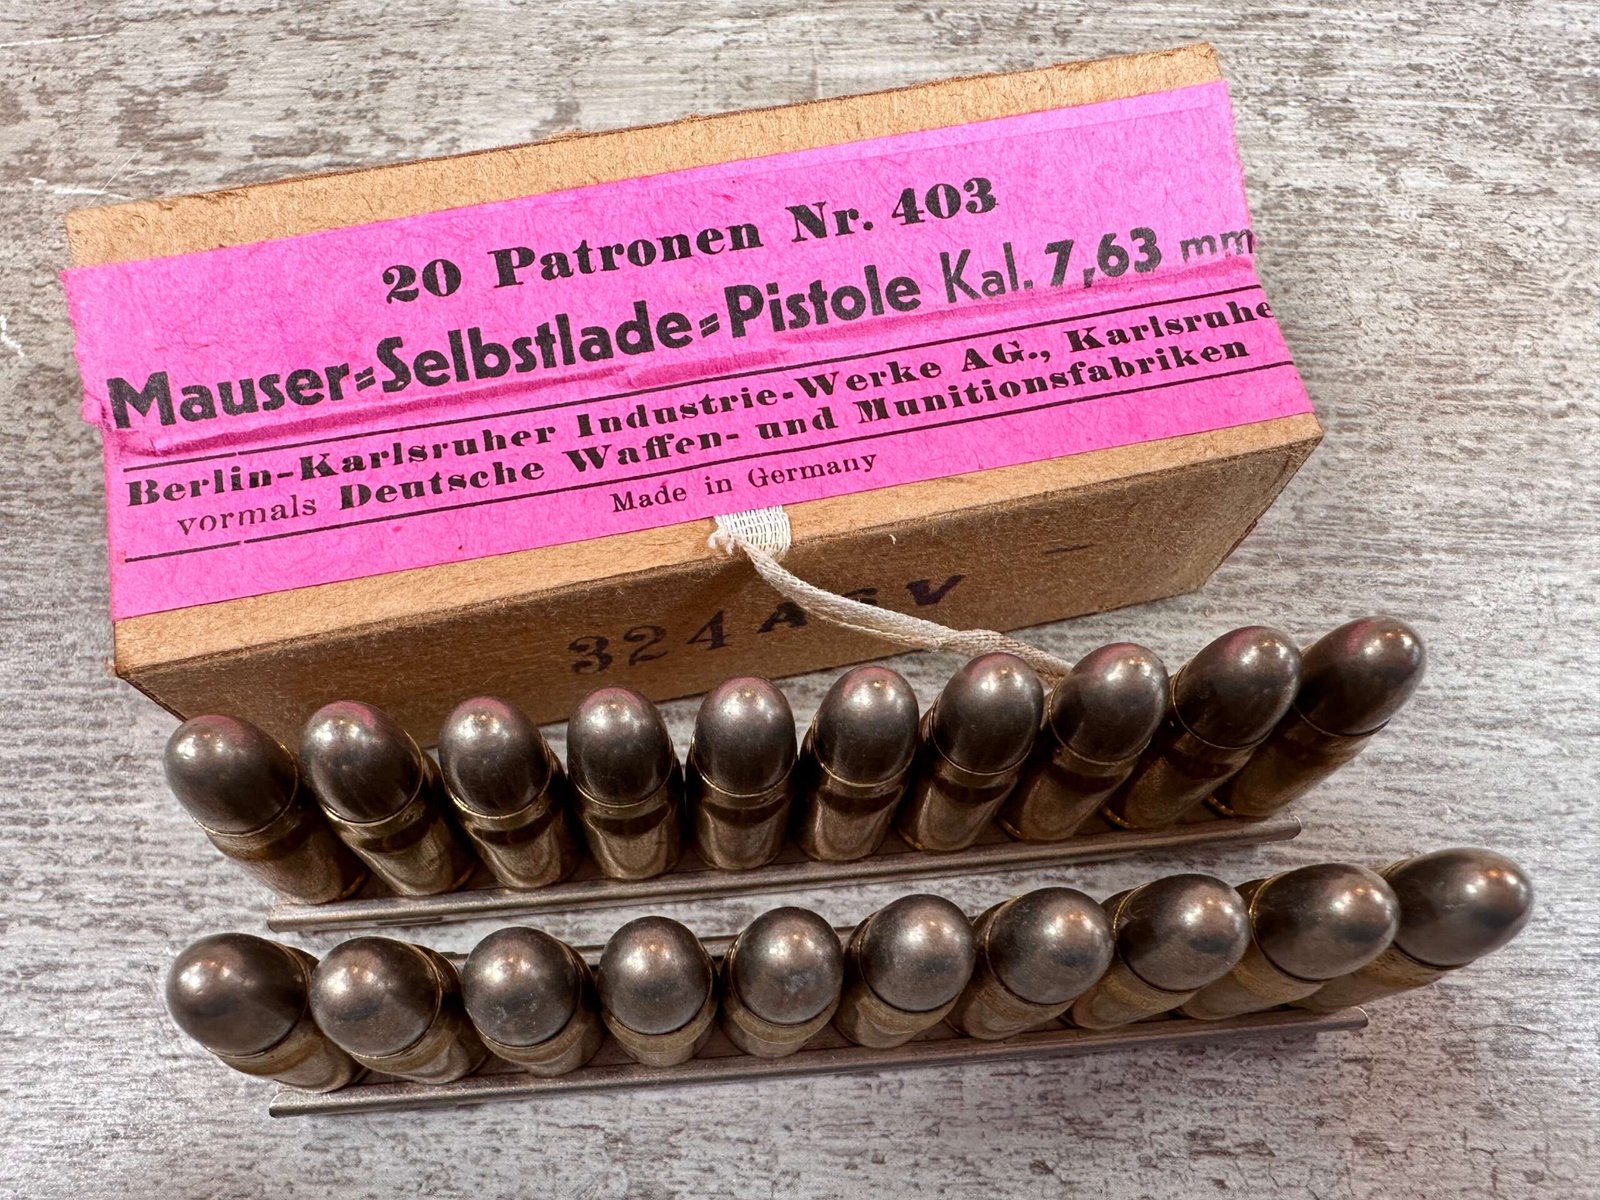 20 Patronen Nr. 403
Mauser=Selbstlade=Pistole Kal. 7,63 mm
Berlin-Karlsruher Industrie-Werke AG., Karlsruhe
vormals Deutsche Waffen- und Munitionsfabriken
Made in Germany
324 A